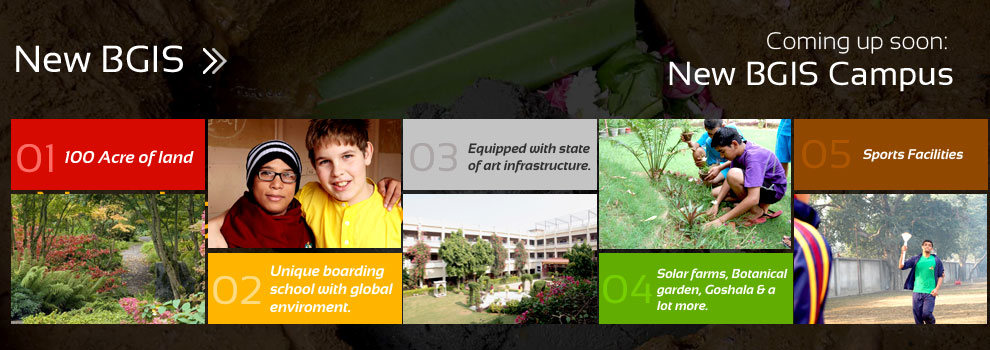 New BGIS
Coming up soon:
New BGIS Campus
01 100 Acre of land
02
Unique boarding
school with global
enviroment.
03
Equipped with state
of art infrastructure.
04
Solar farms, Botanical
garden, Goshala & a
lot more.
05 Sports Facilities